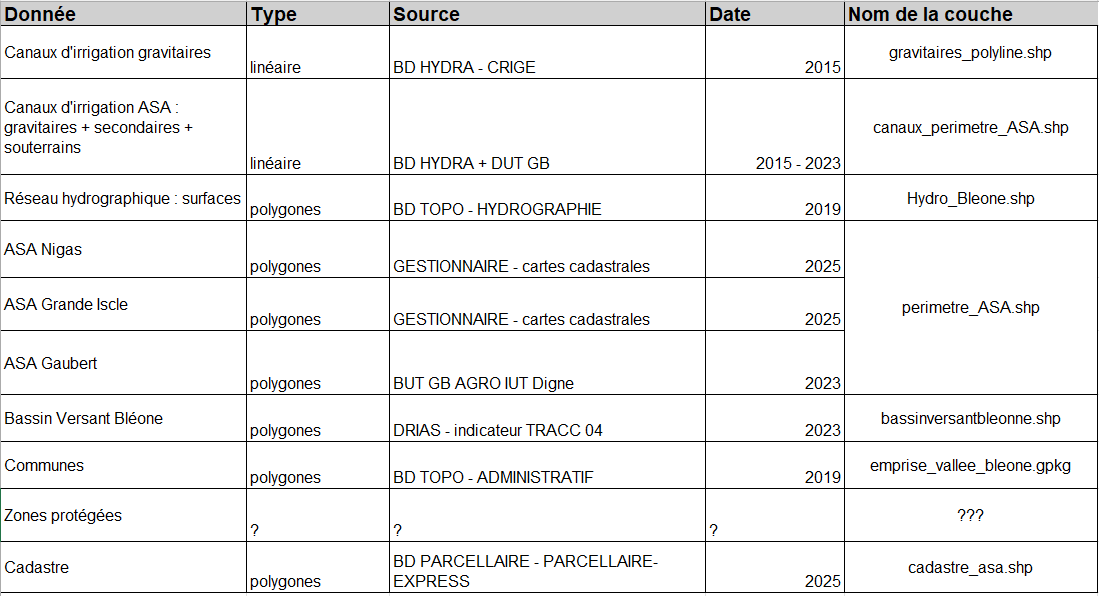 Donnée Type Source Date Nom de la couche
Canaux d'irrigation gravitaires linéaire BD HYDRA - CRIGE 2015 gravitaires_polyline.shp
Canaux d'irrigation ASA :
gravitaires + secondaires +
souterrains linéaire BD HYDRA + DUT GB 2015 - 2023 canaux_perimetre_ASA.shp
Réseau hydrographique : surfaces polygones BD TOPO - HYDROGRAPHIE 2019 Hydro_Bleone.shp
ASA Nigas polygones GESTIONNAIRE - cartes cadastrales 2025
ASA Grande Iscle polygones GESTIONNAIRE - cartes cadastrales 2025 perimetre_ASA.shp
ASA Gaubert polygones BUT GB AGRO IUT Digne 2023
Bassin Versant Bléone polygones DRIAS - indicateur TRACC 04 2023 bassinversantbleonne.shp
Communes polygones BD TOPO - ADMINISTRATIF 2019 emprise_vallee_bleone.gpkg
Zones protégées ? ? ? ???
Cadastre polygones BD PARCELLAIRE - PARCELLAIRE-
EXPRESS 2025 cadastre_asa.shp